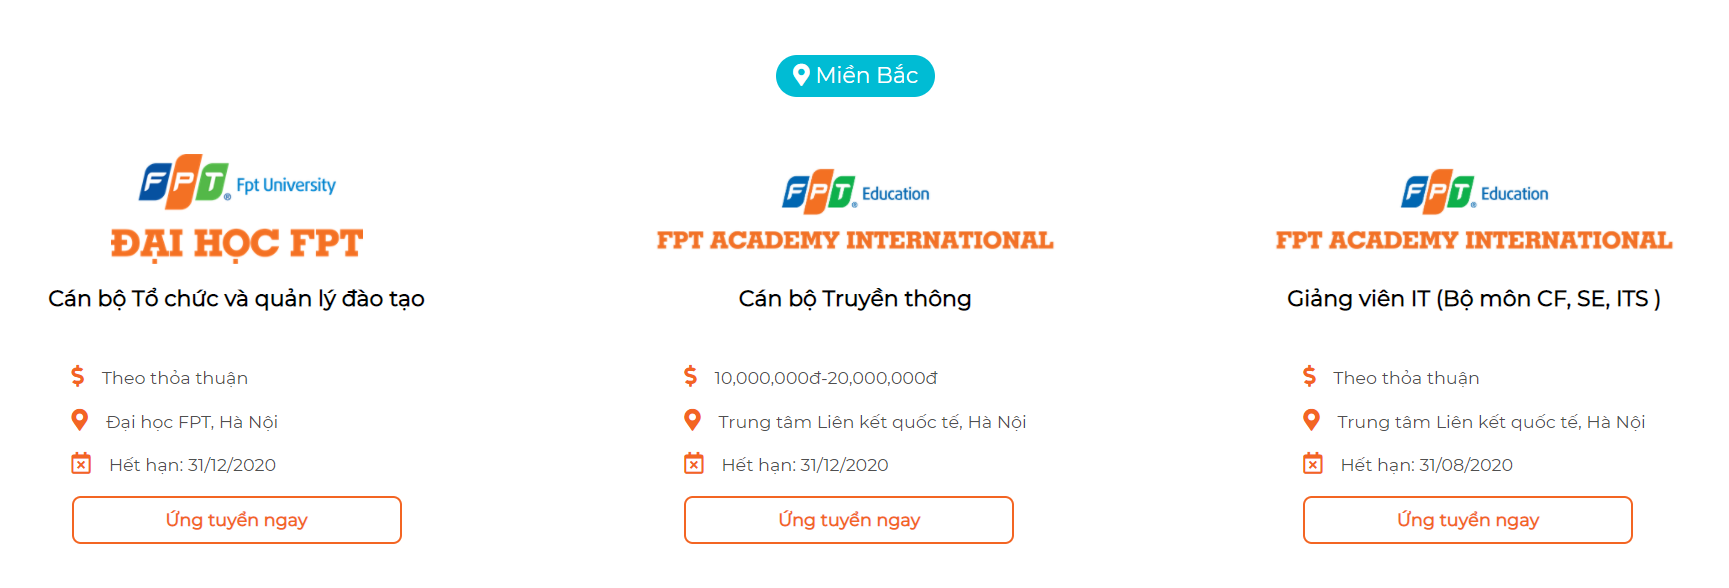 Miền Bắc
FPT® Fpt University
ĐẠI HỌC FPT
Cán bộ Tổ chức và quản lý đào tạo
Theo thỏa thuận
Đại học FPT, Hà Nội
Hết hạn: 31/12/2020
Ứng tuyển ngay
FPT® Education
FPT ACADEMY INTERNATIONAL
Cán bộ Truyền thông
10,000,000đ-20,000,000đ
Trung tâm Liên kết quốc tế, Hà Nội
Hết hạn: 31/12/2020
Ứng tuyển ngay
FPT® Education
FPT ACADEMY INTERNATIONAL
Giảng viên IT (Bộ môn CF, SE, ITS )
Theo thỏa thuận
Trung tâm Liên kết quốc tế, Hà Nội
Hết hạn: 31/08/2020
Ứng tuyển ngay